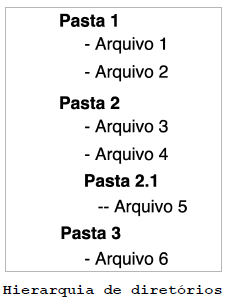 Pasta 1
- Arquivo 1
- Arquivo 2
Pasta 2
- Arquivo 3
- Arquivo 4
Pasta 2.1
-- Arquivo 5
Pasta 3
- Arquivo 6
Hierarquia de diretórios